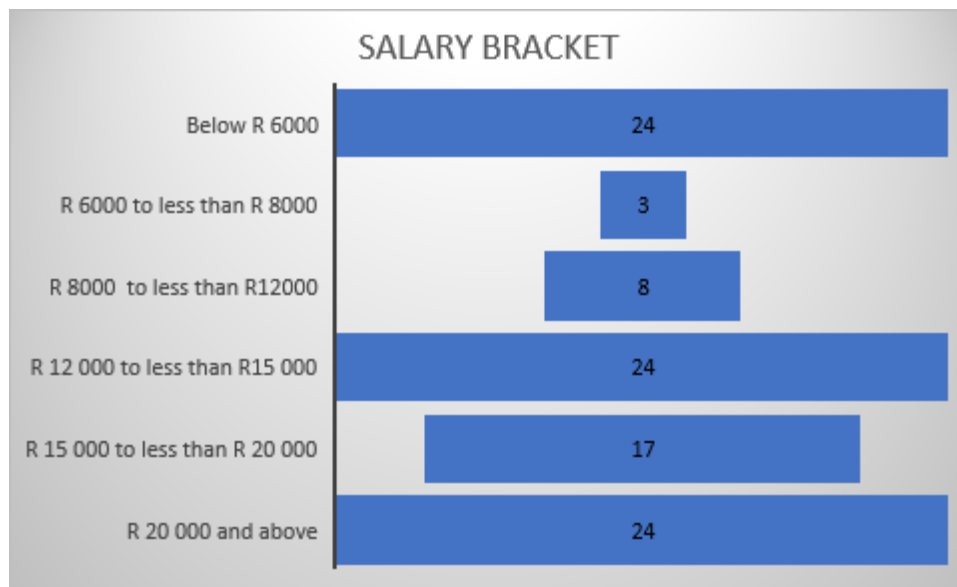 SALARY BRACKET
Below R 6000
24
R 6000 to less than R 8000
3
R 8000  to less than R12000
8
R 12 000 to less than R15 000
24
R 15 000 to less than R 20 000
17
R 20 000 and above
24